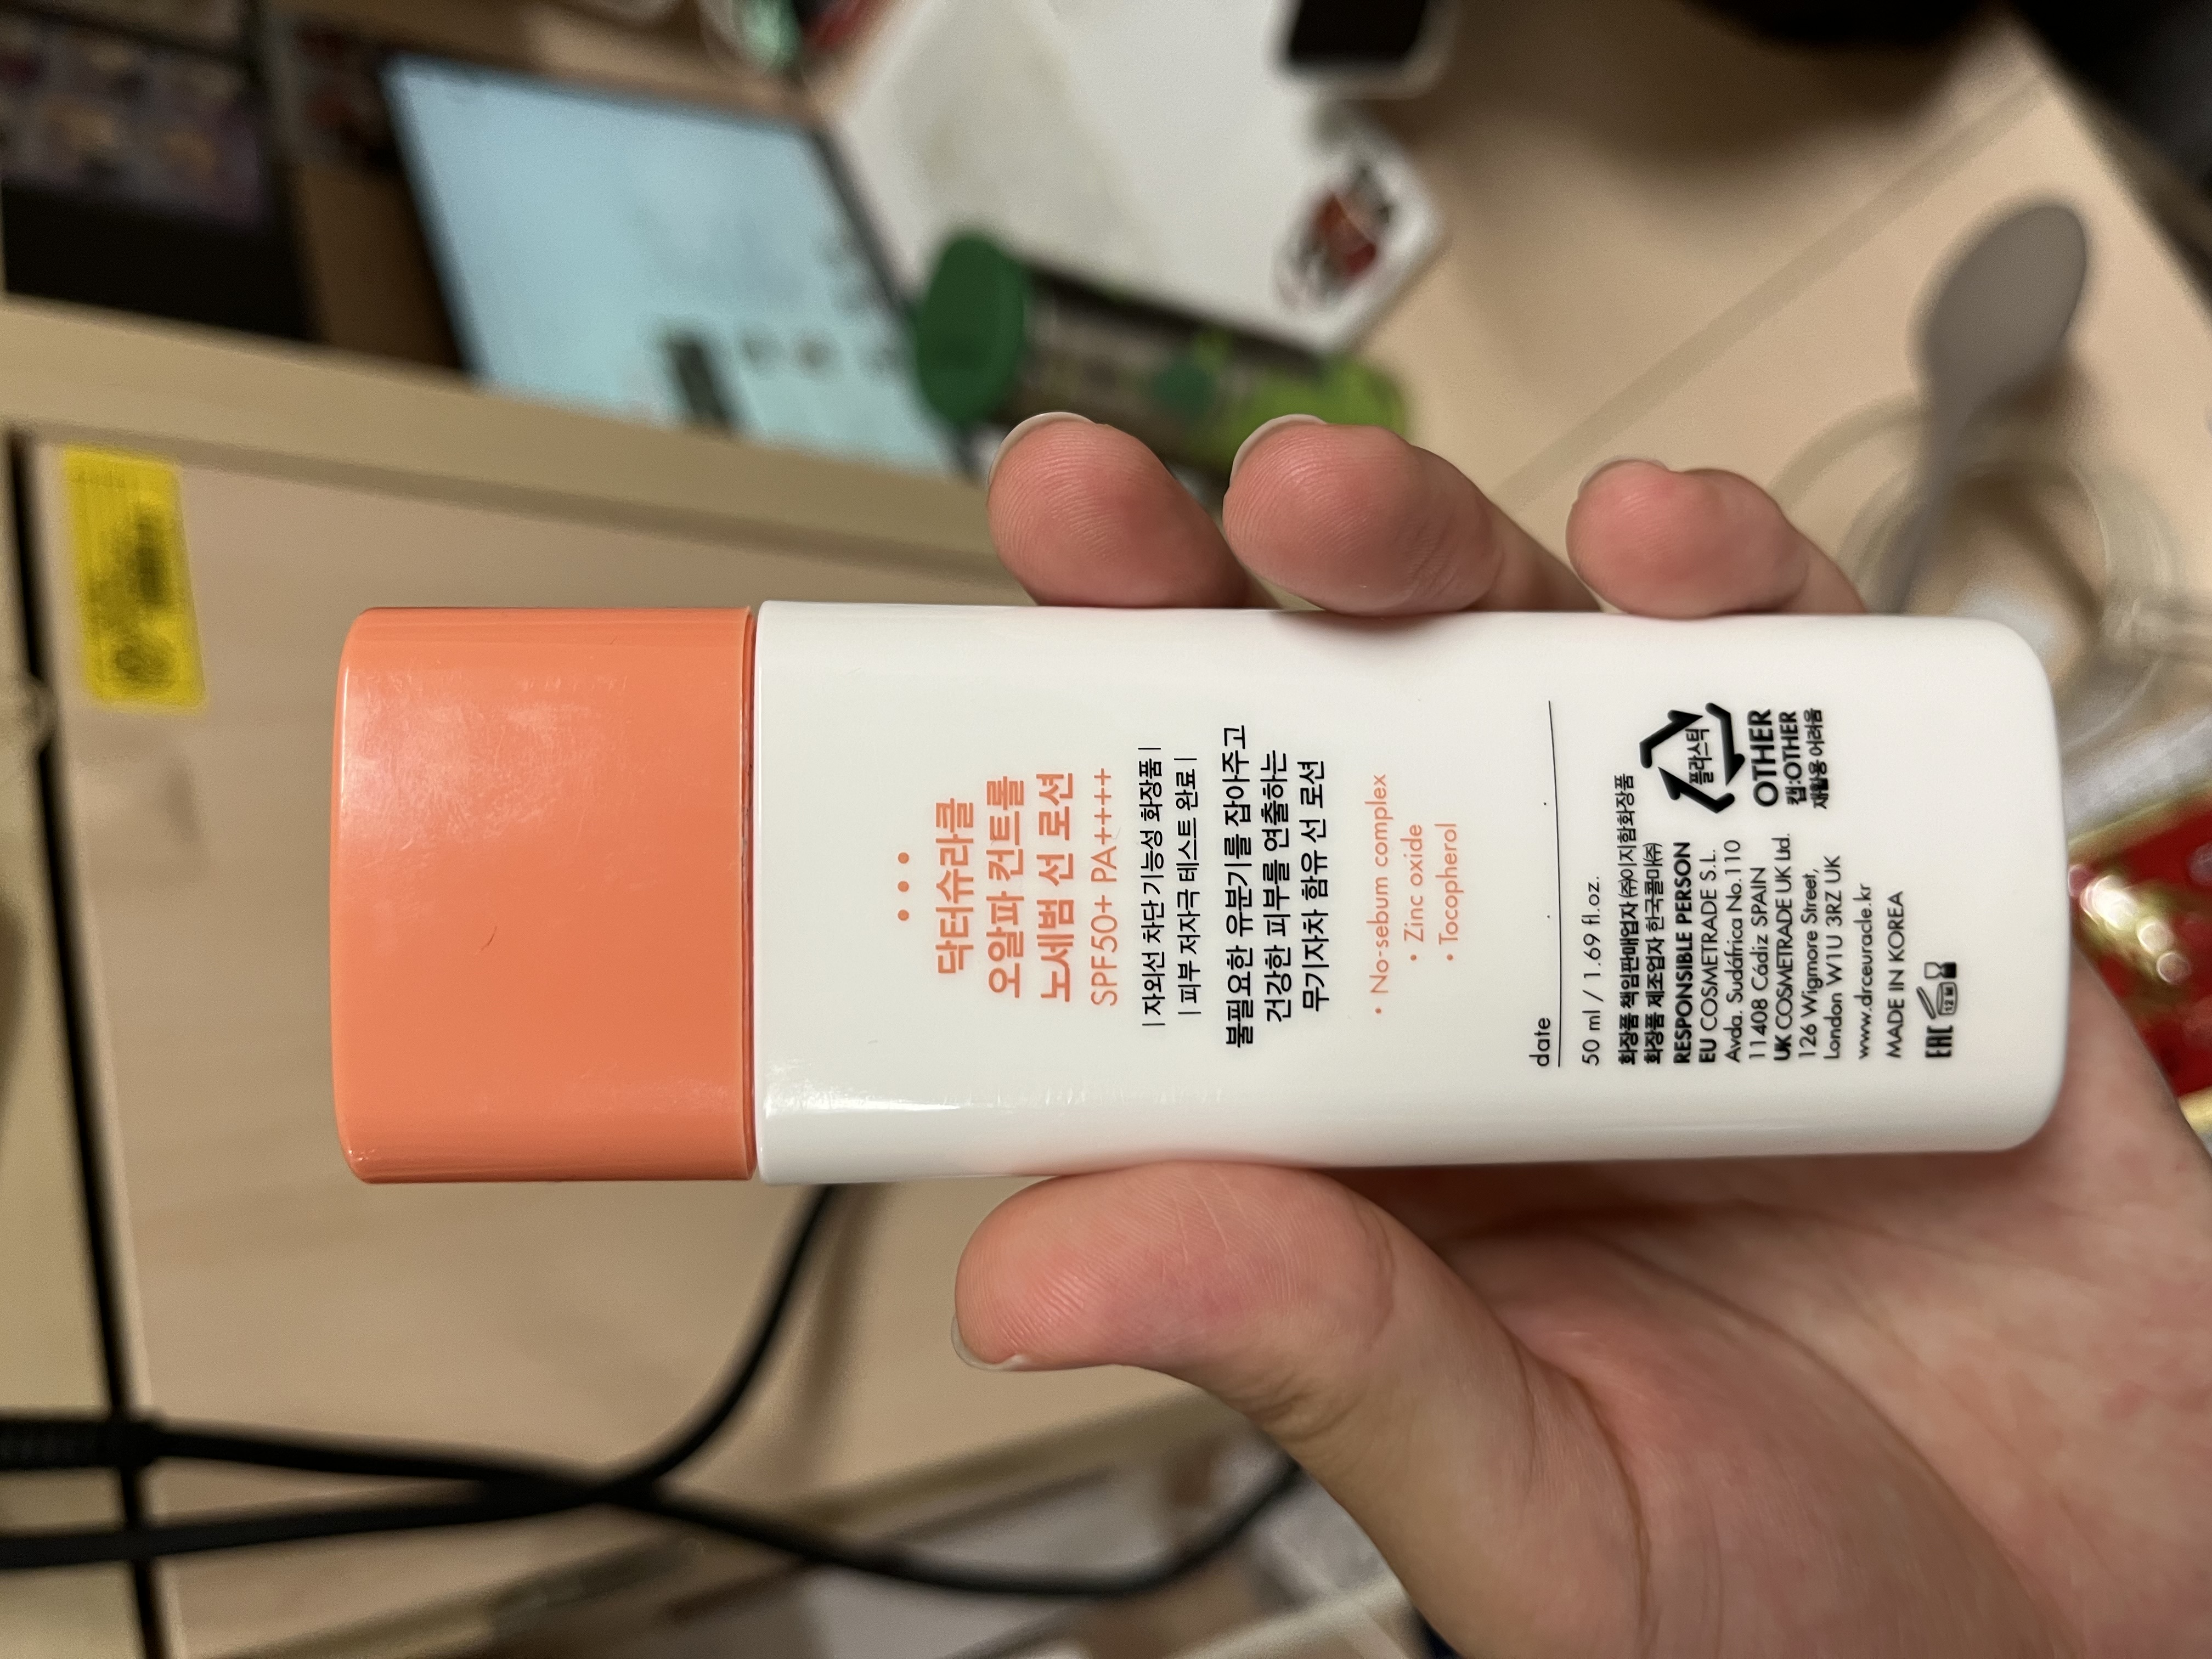 닥터슈라클
오알파 컨트롤
노세범 선 로션
SPF50+ PA++++
| 자외선 차단 기능성 화장품 |
| 피부 저자극 테스트 완료 |
불필요한 유분기를 잡아주고
건강한 피부를 연출하는
무기자차 함유 선 로션
• No-sebum complex
• Zinc oxide
• Tocopherol
date . .
50 ml / 1.69 fl.oz.
화장품 책임판매업자 ㈜이지함화장품
화장품 제조업자 한국콜마㈜
RESPONSIBLE PERSON
EU COSMETRADE S.L.
Avda. Sudáfrica No.110
11408 Cádiz SPAIN
UK COSMETRADE UK Ltd.
126 Wigmore Street,
London W1U 3RZ UK
www.drceuracle.kr
MADE IN KOREA
EAC 12 M
플라스틱
OTHER
캡:OTHER
재활용 어려움